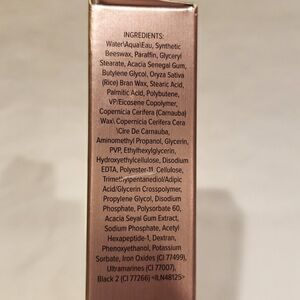 INGREDIENTS:
Water\Aqua\Eau, Synthetic
Beeswax, Paraffin, Glyceryl
Stearate, Acacia Senegal Gum,
Butylene Glycol, Oryza Sativa
(Rice) Bran Wax, Stearic Acid,
Palmitic Acid, Polybutene,
VP/Eicosene Copolymer,
Copernicia Cerifera (Carnauba)
Wax\ Copernicia Cerifera Cera
\Cire De Carnauba,
Aminomethyl Propanol, Glycerin,
PVP, Ethylhexylglycerin,
Hydroxyethylcellulose, Disodium
EDTA, Polyester-11, Cellulose,
Trimethylpentanediol/Adipic
Acid/Glycerin Crosspolymer,
Propylene Glycol, Disodium
Phosphate, Polysorbate 60,
Acacia Seyal Gum Extract,
Sodium Phosphate, Acetyl
Hexapeptide-1, Dextran,
Phenoxyethanol, Potassium
Sorbate, Iron Oxides (CI 77499),
Ultramarines (CI 77007),
Black 2 (CI 77266) <ILN48125>